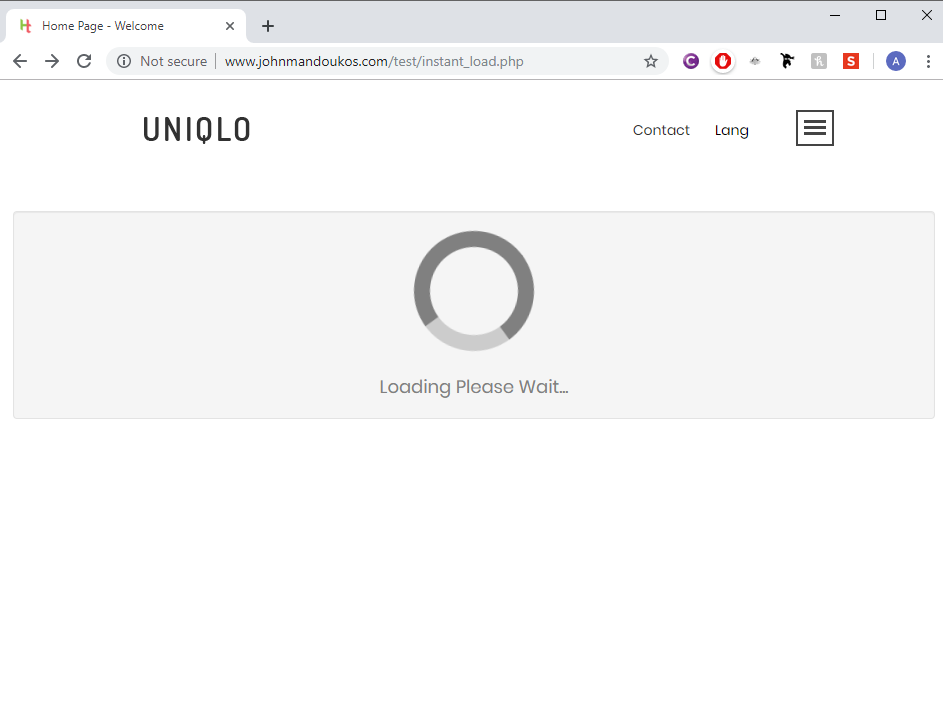 Home Page - Welcome
Not secure | www.johnmandoukos.com/test/instant_load.php
C
S
A
UNIQLO
Contact
Lang
Loading Please Wait...